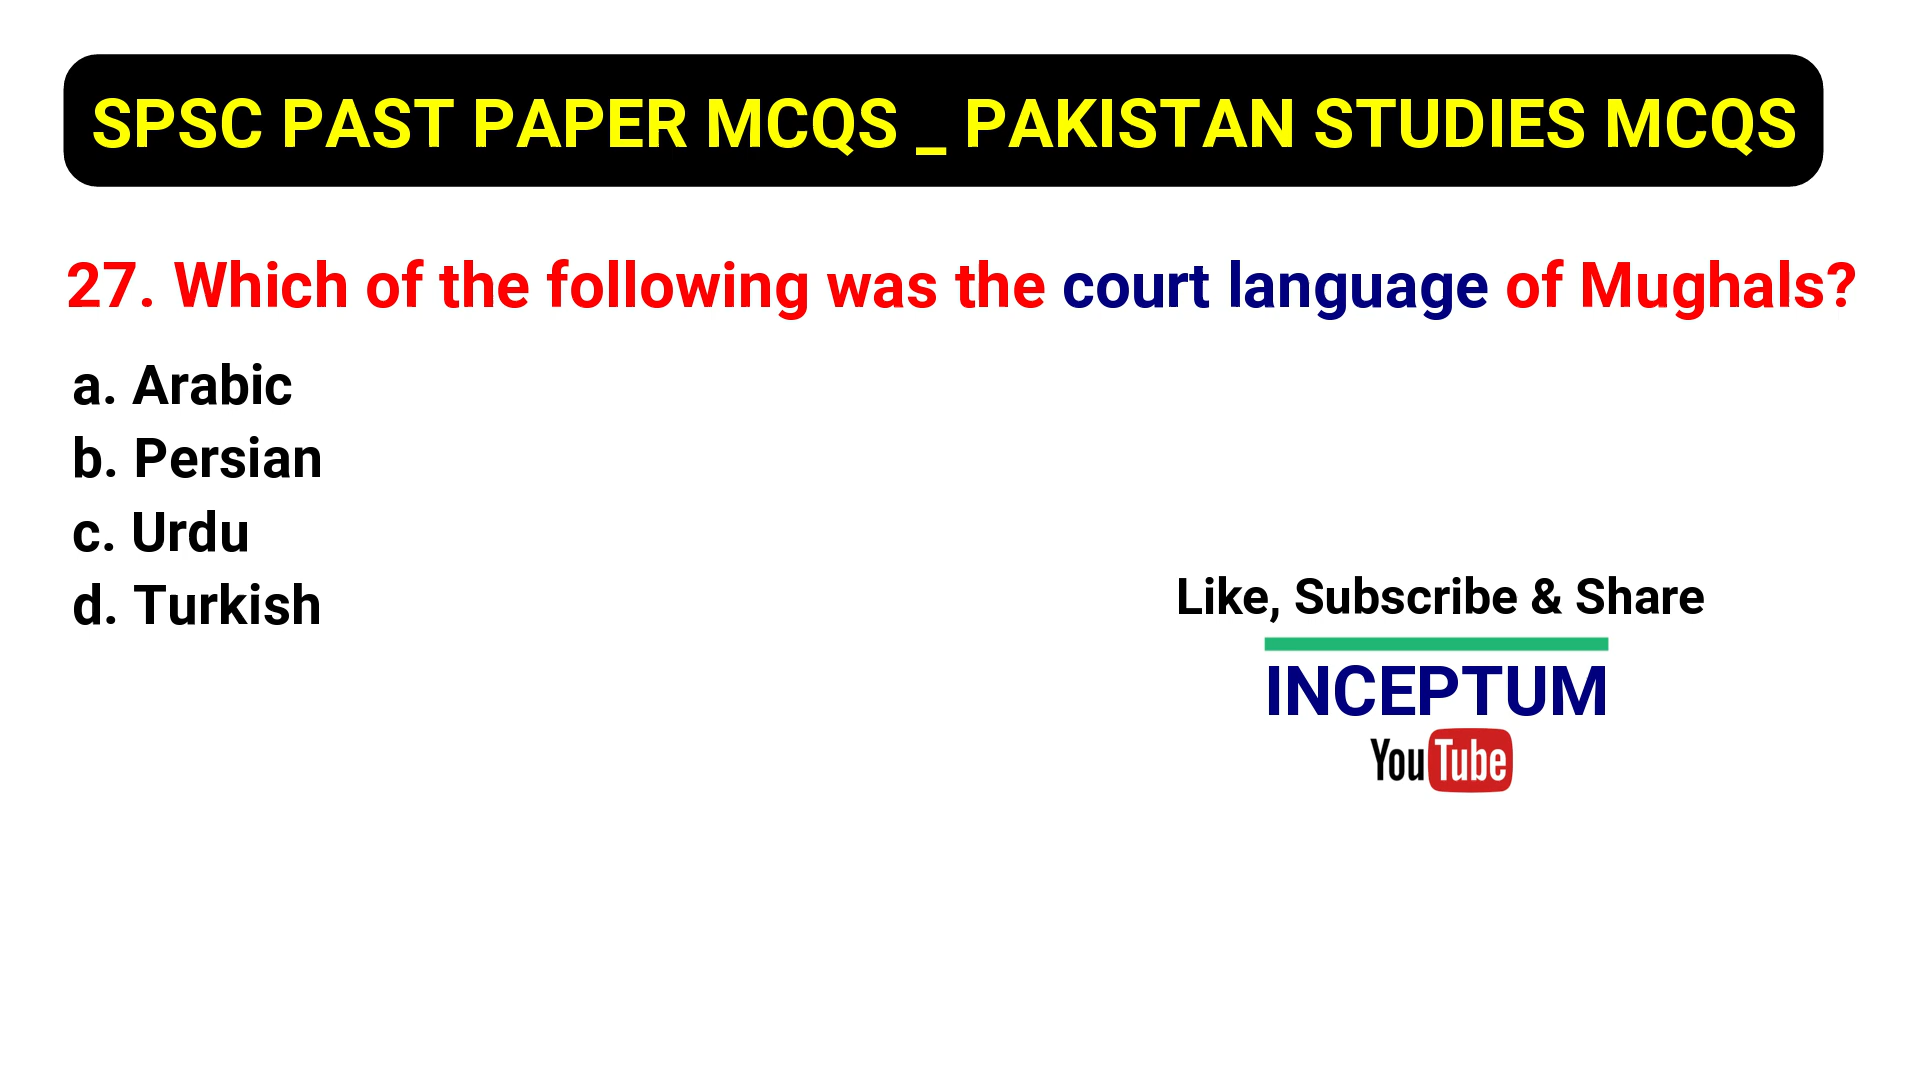 SPSC PAST PAPER MCQS _ PAKISTAN STUDIES MCQS
27. Which of the following was the court language of Mughals?
a. Arabic
b. Persian
c. Urdu
d. Turkish
Like, Subscribe & Share
INCEPTUM
YouTube